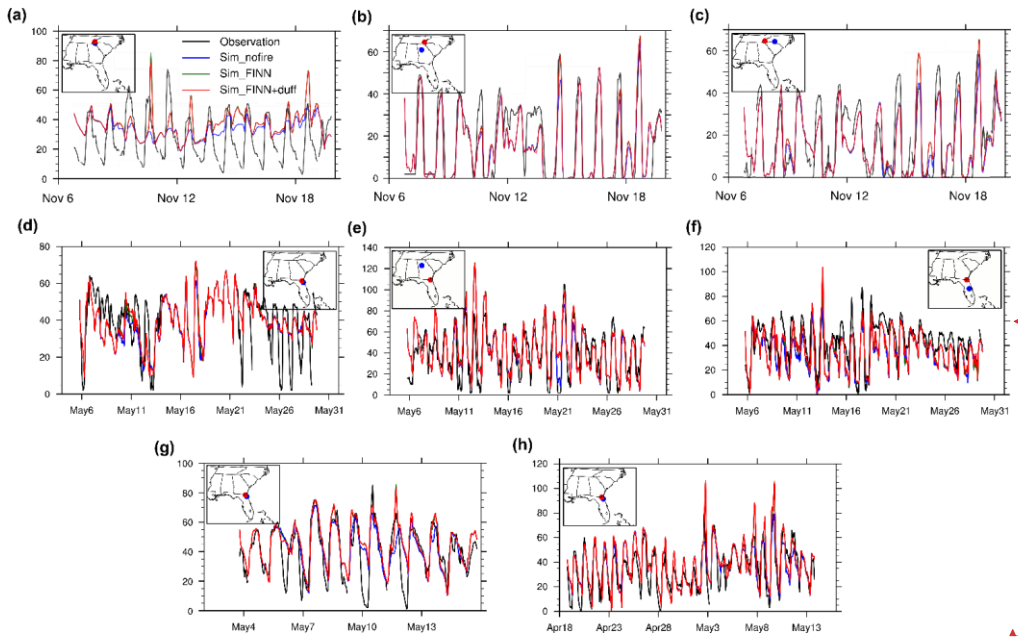 (a)
100
80
60
40
20
0
Observation
Sim_nofire
Sim_FINN
Sim_FINN+duff
Nov 6
Nov 12
Nov 18
(b)
60
40
20
0
Nov 6
Nov 12
Nov 18
(c)
60
40
20
0
Nov 6
Nov 12
Nov 18
(d)
80
60
40
20
0
May6
May11
May16
May21
May26
May31
(e)
140
120
100
80
60
40
20
0
May6
May11
May16
May21
May26
May31
(f)
120
100
80
60
40
20
0
May6
May11
May16
May21
May26
May31
(g)
100
80
60
40
20
0
May4
May7
May10
May13
(h)
120
100
80
60
40
20
0
Apr18
Apr23
Apr28
May3
May8
May13